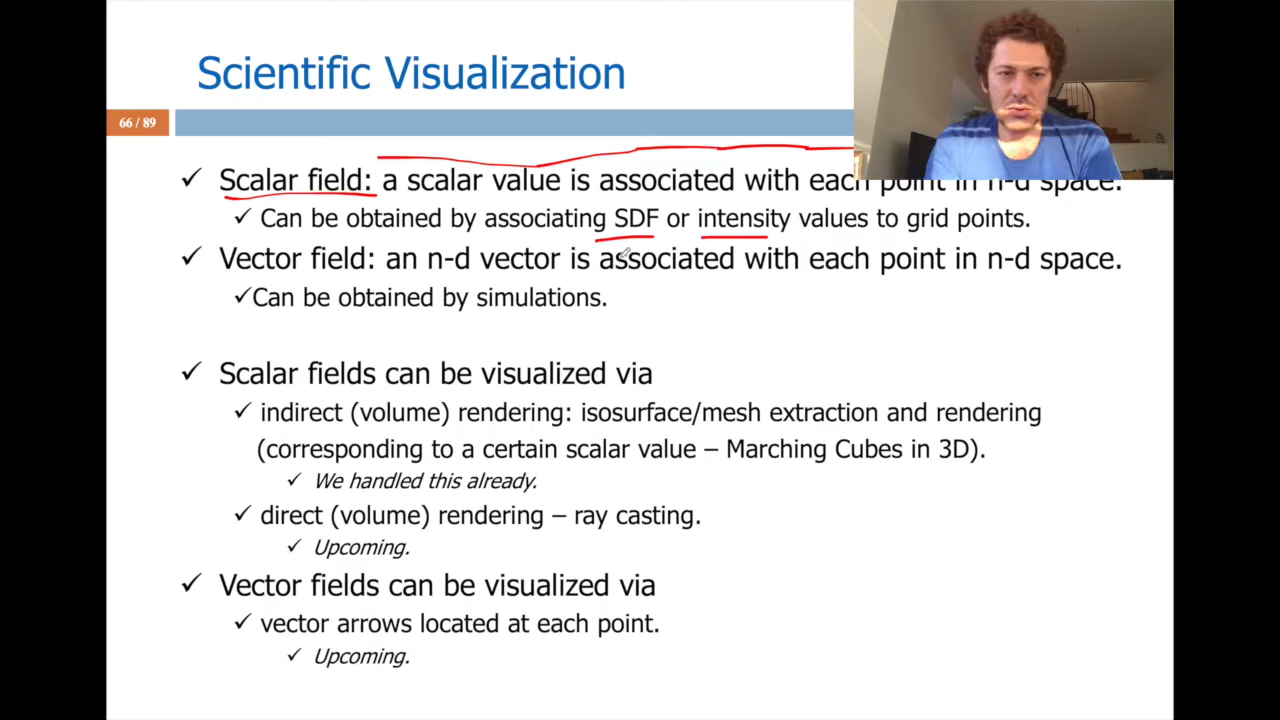 Scientific Visualization
66 / 89
✓ Scalar field: a scalar value is associated with each point in n-d space.
✓ Can be obtained by associating SDF or intensity values to grid points.
✓ Vector field: an n-d vector is associated with each point in n-d space.
✓Can be obtained by simulations.
✓ Scalar fields can be visualized via
✓ indirect (volume) rendering: isosurface/mesh extraction and rendering
(corresponding to a certain scalar value – Marching Cubes in 3D).
✓ We handled this already.
✓ direct (volume) rendering – ray casting.
✓ Upcoming.
✓ Vector fields can be visualized via
✓ vector arrows located at each point.
✓ Upcoming.